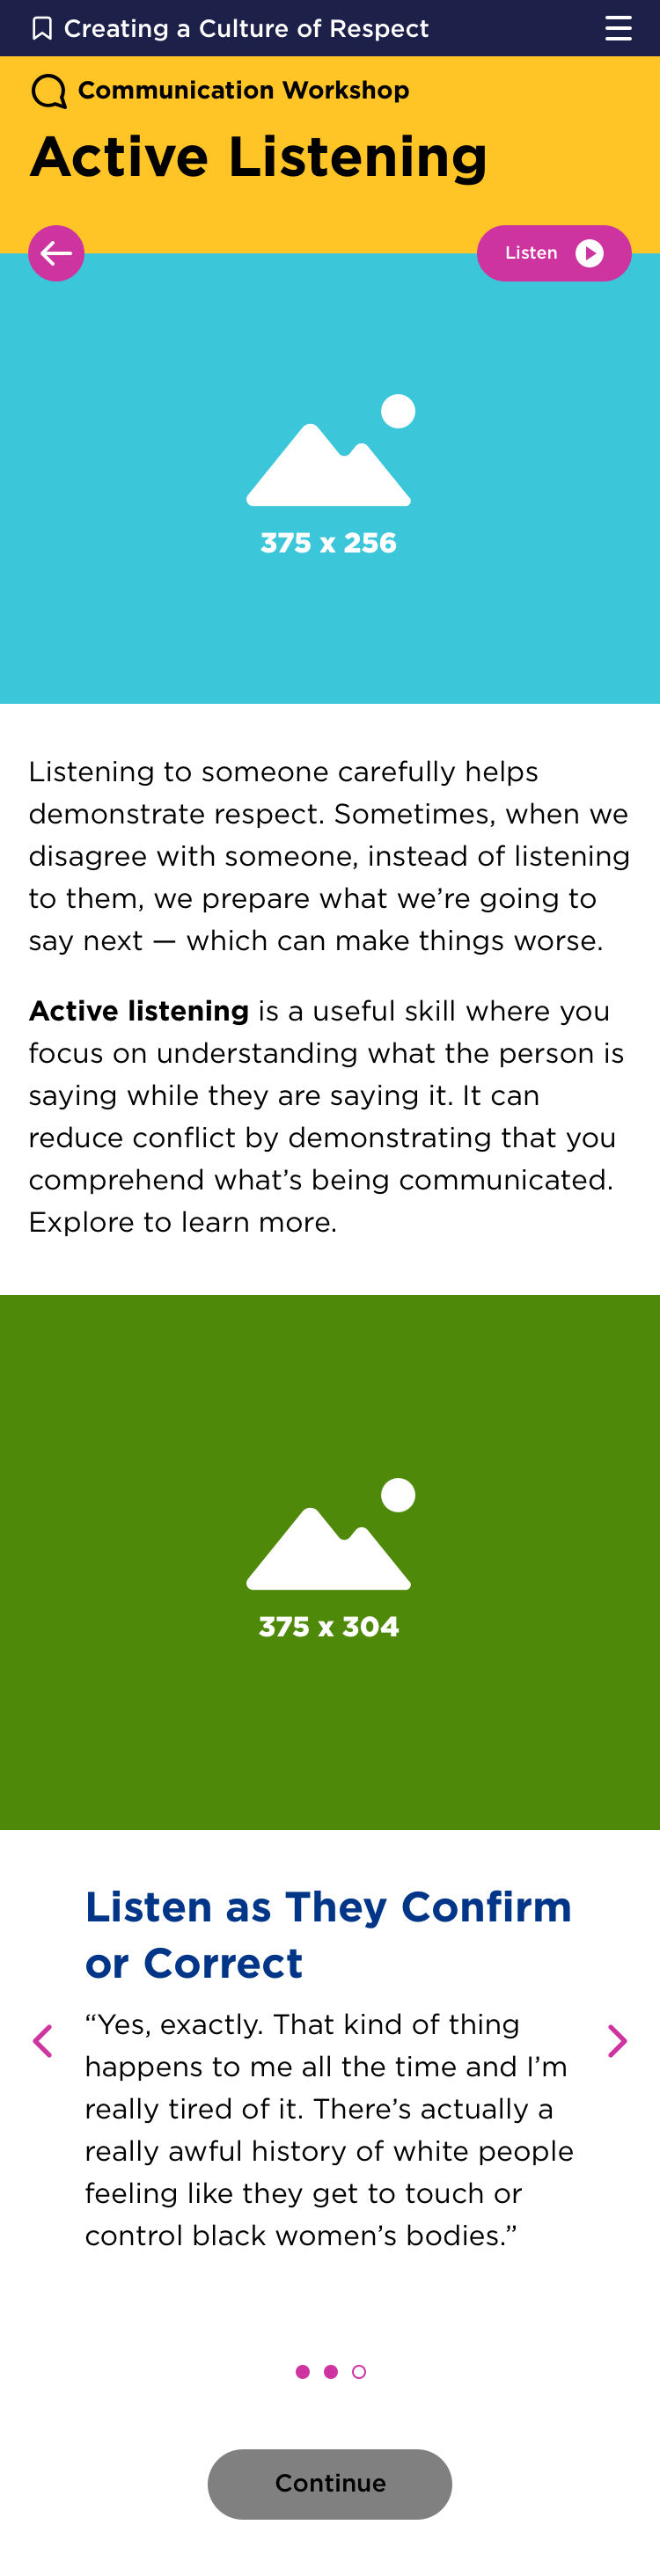 Creating a Culture of Respect
Communication Workshop
Active Listening
Listen
375 x 256
Listening to someone carefully helps
demonstrate respect. Sometimes, when we
disagree with someone, instead of listening
to them, we prepare what we’re going to
say next — which can make things worse.
Active listening is a useful skill where you
focus on understanding what the person is
saying while they are saying it. It can
reduce conflict by demonstrating that you
comprehend what’s being communicated.
Explore to learn more.
375 x 304
Listen as They Confirm
or Correct
“Yes, exactly. That kind of thing
happens to me all the time and I’m
really tired of it. There’s actually a
really awful history of white people
feeling like they get to touch or
control black women’s bodies.”
Continue